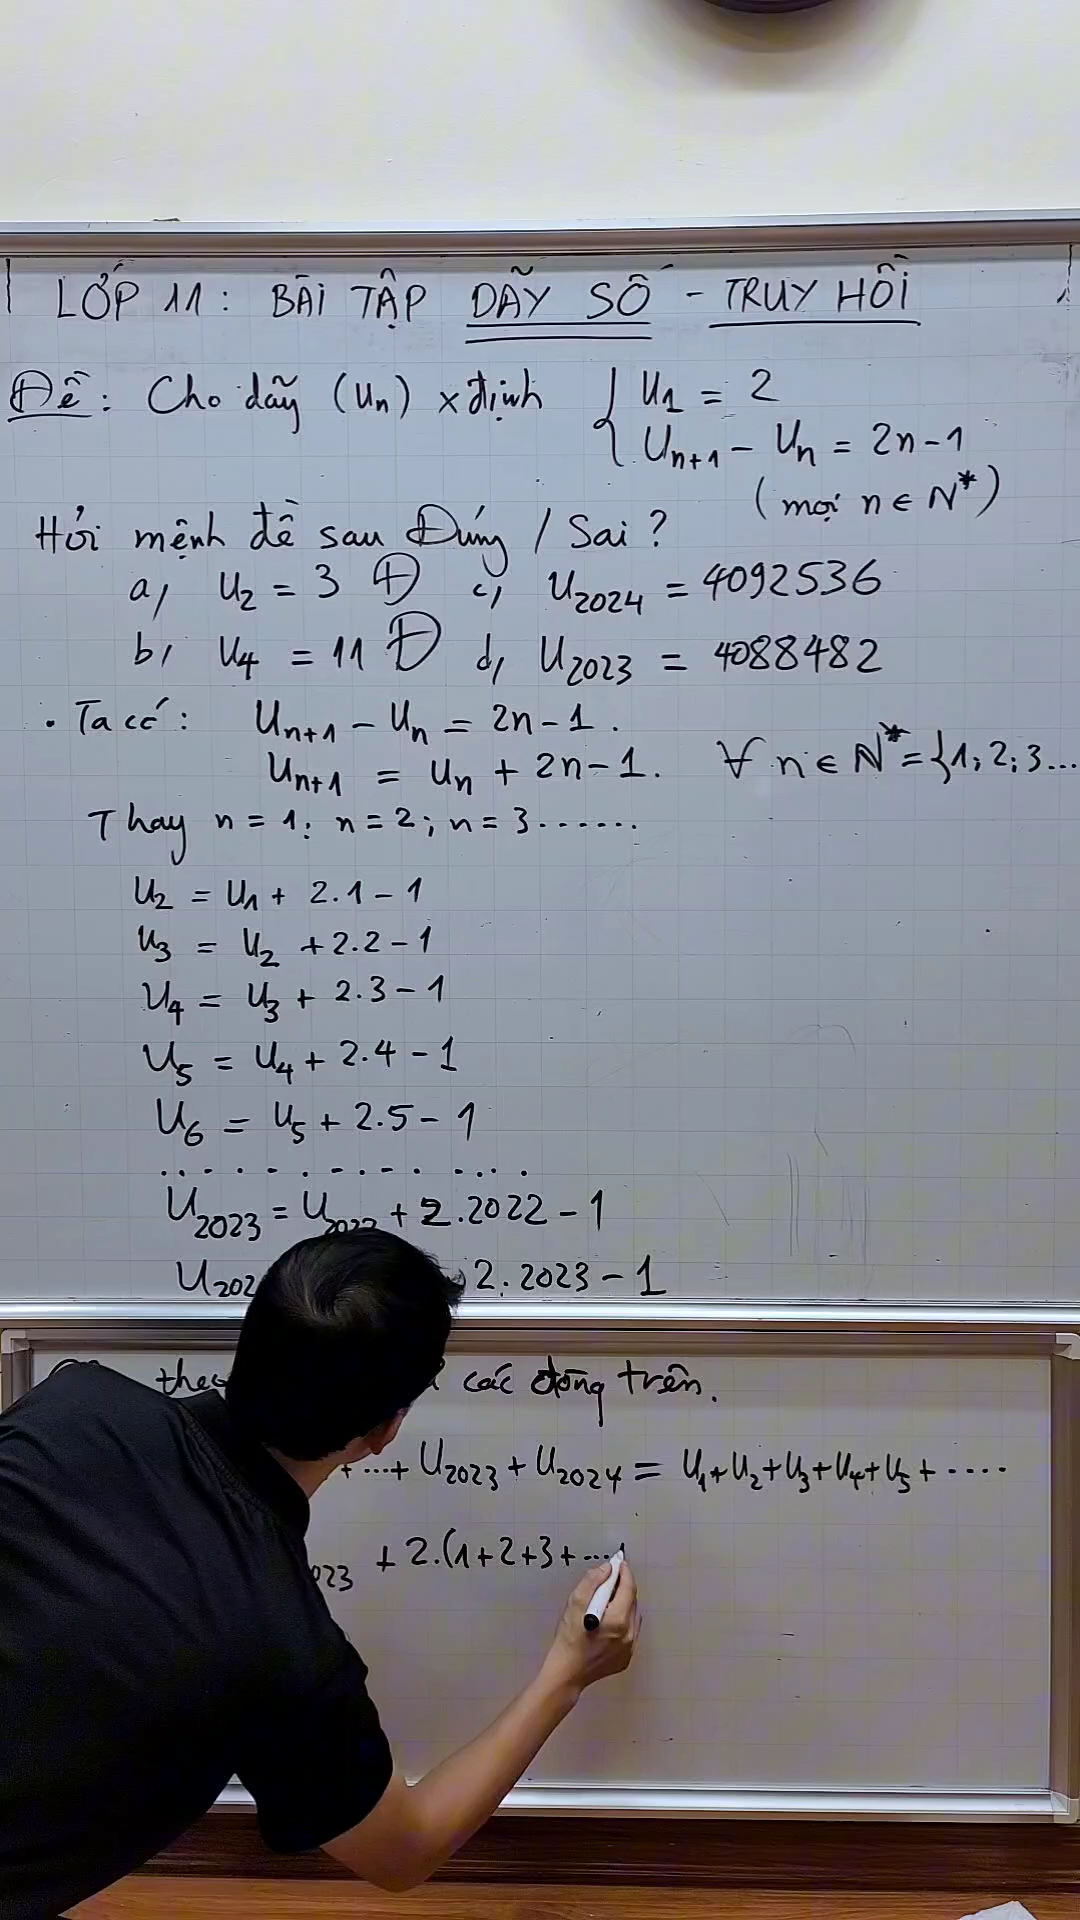 LỚP 11 : BÀI TẬP DÃY SỐ - TRUY HỒI
Đề : Cho dãy (Un) x định { U1 = 2
Un+1 - Un = 2n - 1
(mọi n ∈ N*)
Hỏi mệnh đề sau Đúng / Sai ?
a, U2 = 3 Đ c, U2024 = 4092536
b, U4 = 11 Đ d, U2023 = 4088482
. Ta có : Un+1 - Un = 2n - 1 .
Un+1 = Un + 2n - 1 . ∀ n ∈ N* = {1; 2; 3...
Thay n = 1 ; n = 2 ; n = 3 ......
U2 = U1 + 2.1 - 1
U3 = U2 + 2.2 - 1
U4 = U3 + 2.3 - 1
U5 = U4 + 2.4 - 1
U6 = U5 + 2.5 - 1
............
U2023 = U2022 + 2.2022 - 1
U202 2.2023 - 1
các dòng trên.
+ ...+ U2023 + U2024 = U1 + U2 + U3 + U4 + U5 + ....
023 + 2.(1+2+3+ ...